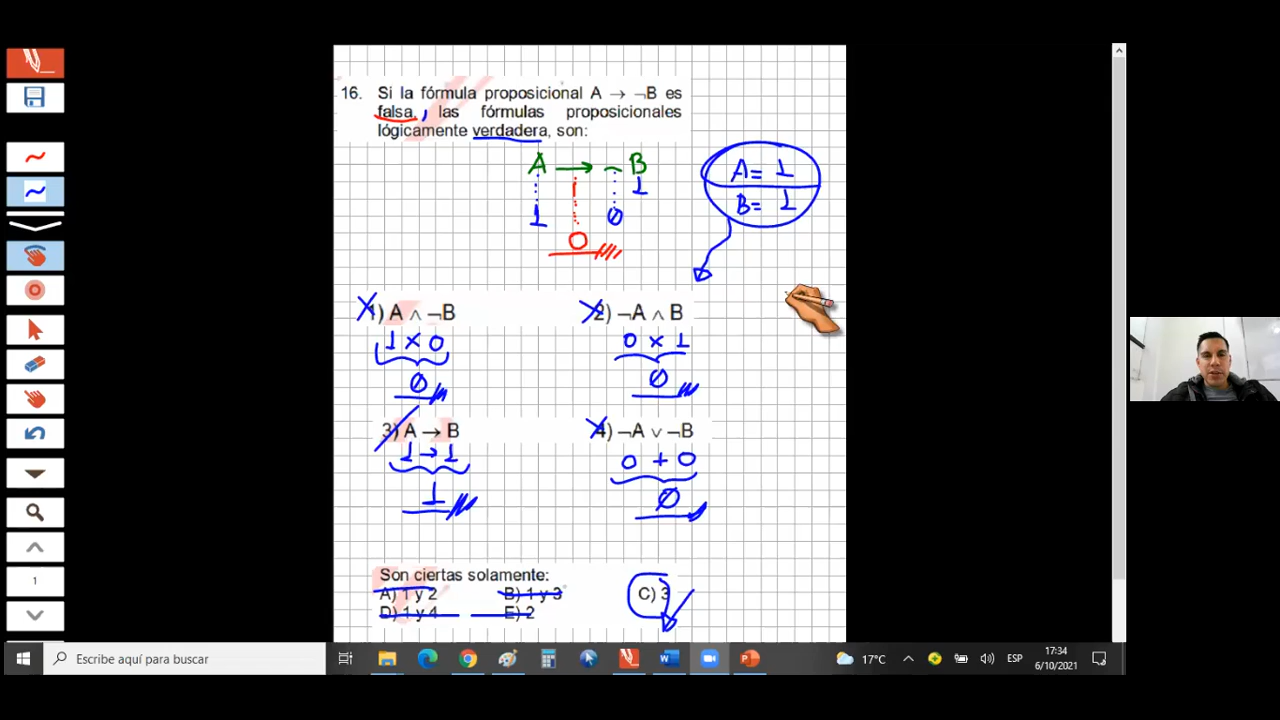 16. Si la fórmula proposicional A → ¬B es
falsa, las fórmulas proposicionales
lógicamente verdadera, son:
A → ~ B
1
1 0
0
A= 1
B= 1
1) A ∧ ¬B
2) ¬A ∧ B
1 x 0
0 x 1
0
0
3) A → B
4) ¬A ∨ ¬B
1 → 1
0 + 0
1
0
Son ciertas solamente:
A) 1 y 2 B) 1 y 3 C) 3
D) 1 y 4 E) 2
1
Escribe aquí para buscar
17°C
ESP
17:34
6/10/2021